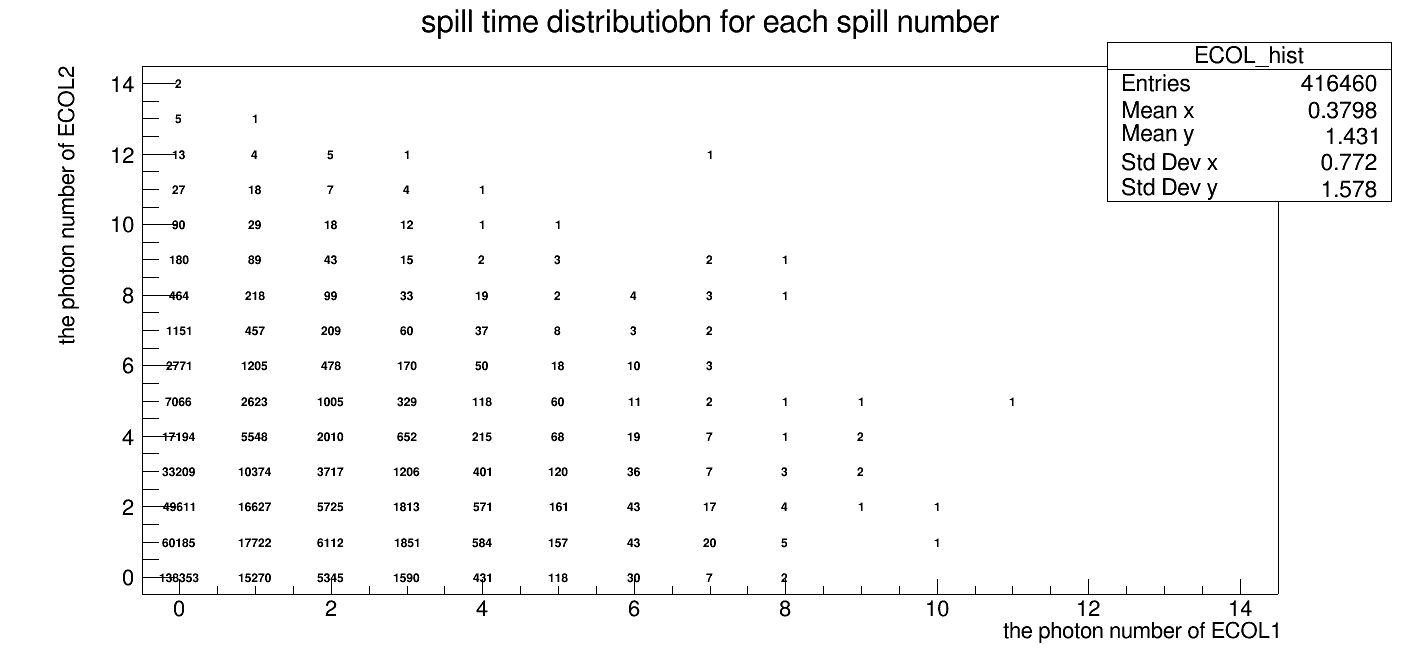 spill time distributiobn for each spill number
ECOL_hist
Entries 416460
Mean x 0.3798
Mean y 1.431
Std Dev x 0.772
Std Dev y 1.578
the photon number of ECOL2
14 2
5 1
12 13 4 5 1 1
27 18 7 4 1
10 90 29 18 12 1 1
180 89 43 15 2 3 2 1
8 464 218 99 33 19 2 4 3 1
1151 457 209 60 37 8 3 2
6 2771 1205 478 170 50 18 10 3
7066 2623 1005 329 118 60 11 2 1 1 1
4 17194 5548 2010 652 215 68 19 7 1 2
33209 10374 3717 1206 401 120 36 7 3 2
2 49611 16627 5725 1813 571 161 43 17 4 1 1
60185 17722 6112 1851 584 157 43 20 5 1
0 15270 5345 1590 431 118 30 7 2
0 2 4 6 8 10 12 14
the photon number of ECOL1